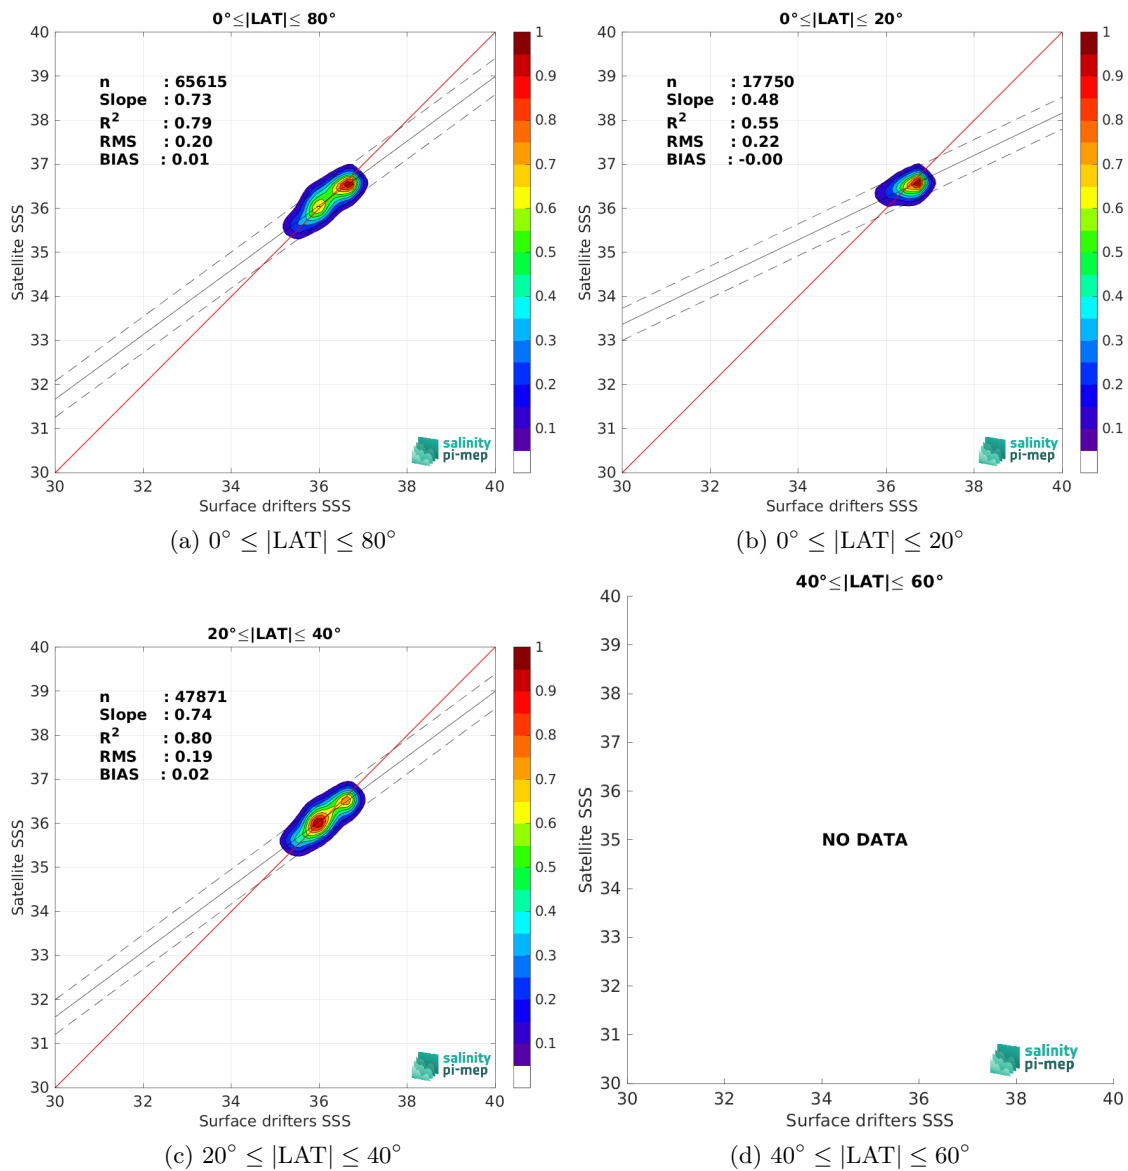 0°≤|LAT|≤ 80°
40
39
38
37
36
35
34
33
32
31
30
30 32 34 36 38 40
Satellite SSS
Surface drifters SSS
n : 65615
Slope : 0.73
R² : 0.79
RMS : 0.20
BIAS : 0.01
1
0.9
0.8
0.7
0.6
0.5
0.4
0.3
0.2
0.1
salinity
pi-mep
(a) 0° ≤ |LAT| ≤ 80°
0°≤|LAT|≤ 20°
40
39
38
37
36
35
34
33
32
31
30
30 32 34 36 38 40
Satellite SSS
Surface drifters SSS
n : 17750
Slope : 0.48
R² : 0.55
RMS : 0.22
BIAS : -0.00
1
0.9
0.8
0.7
0.6
0.5
0.4
0.3
0.2
0.1
salinity
pi-mep
(b) 0° ≤ |LAT| ≤ 20°
20°≤|LAT|≤ 40°
40
39
38
37
36
35
34
33
32
31
30
30 32 34 36 38 40
Satellite SSS
Surface drifters SSS
n : 47871
Slope : 0.74
R² : 0.80
RMS : 0.19
BIAS : 0.02
1
0.9
0.8
0.7
0.6
0.5
0.4
0.3
0.2
0.1
salinity
pi-mep
(c) 20° ≤ |LAT| ≤ 40°
40°≤|LAT|≤ 60°
40
39
38
37
36
35
34
33
32
31
30
30 32 34 36 38 40
Satellite SSS
Surface drifters SSS
NO DATA
salinity
pi-mep
(d) 40° ≤ |LAT| ≤ 60°